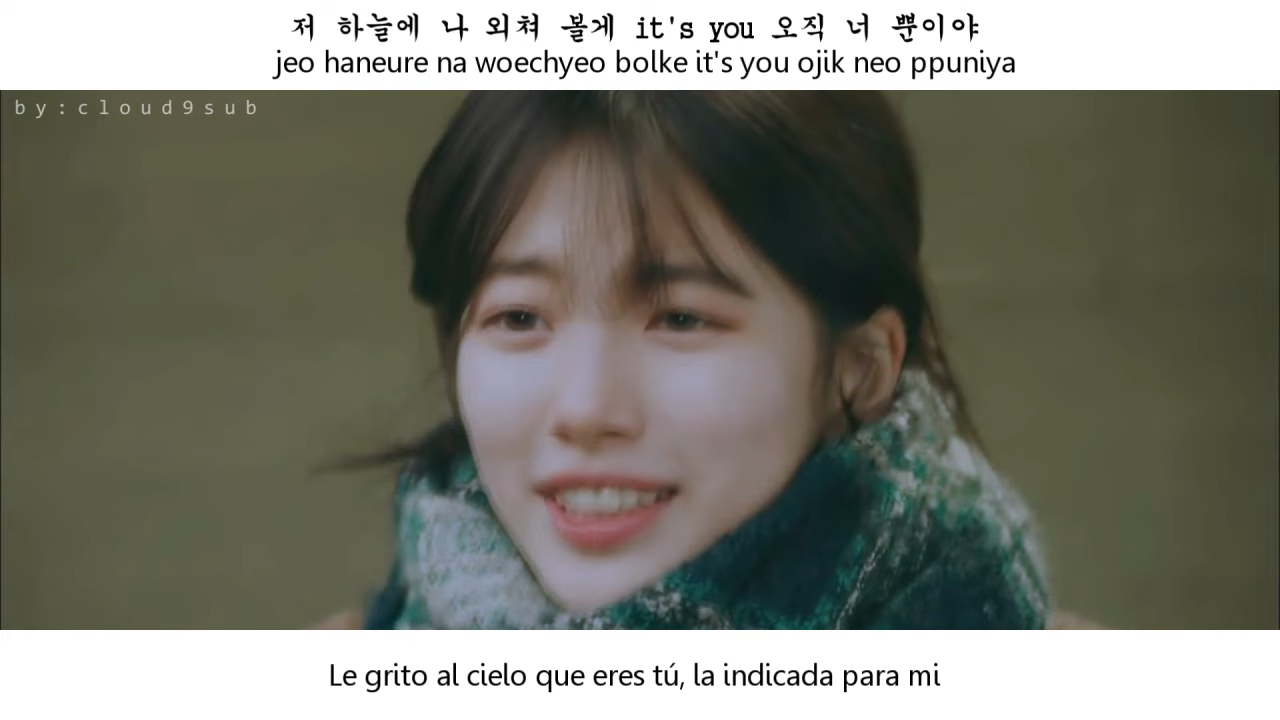 저 하늘에 나 외쳐 볼게 it's you 오직 너 뿐이야
jeo haneure na woechyeo bolke it's you ojik neo ppuniya
by:cloud9sub
Le grito al cielo que eres tú, la indicada para mi